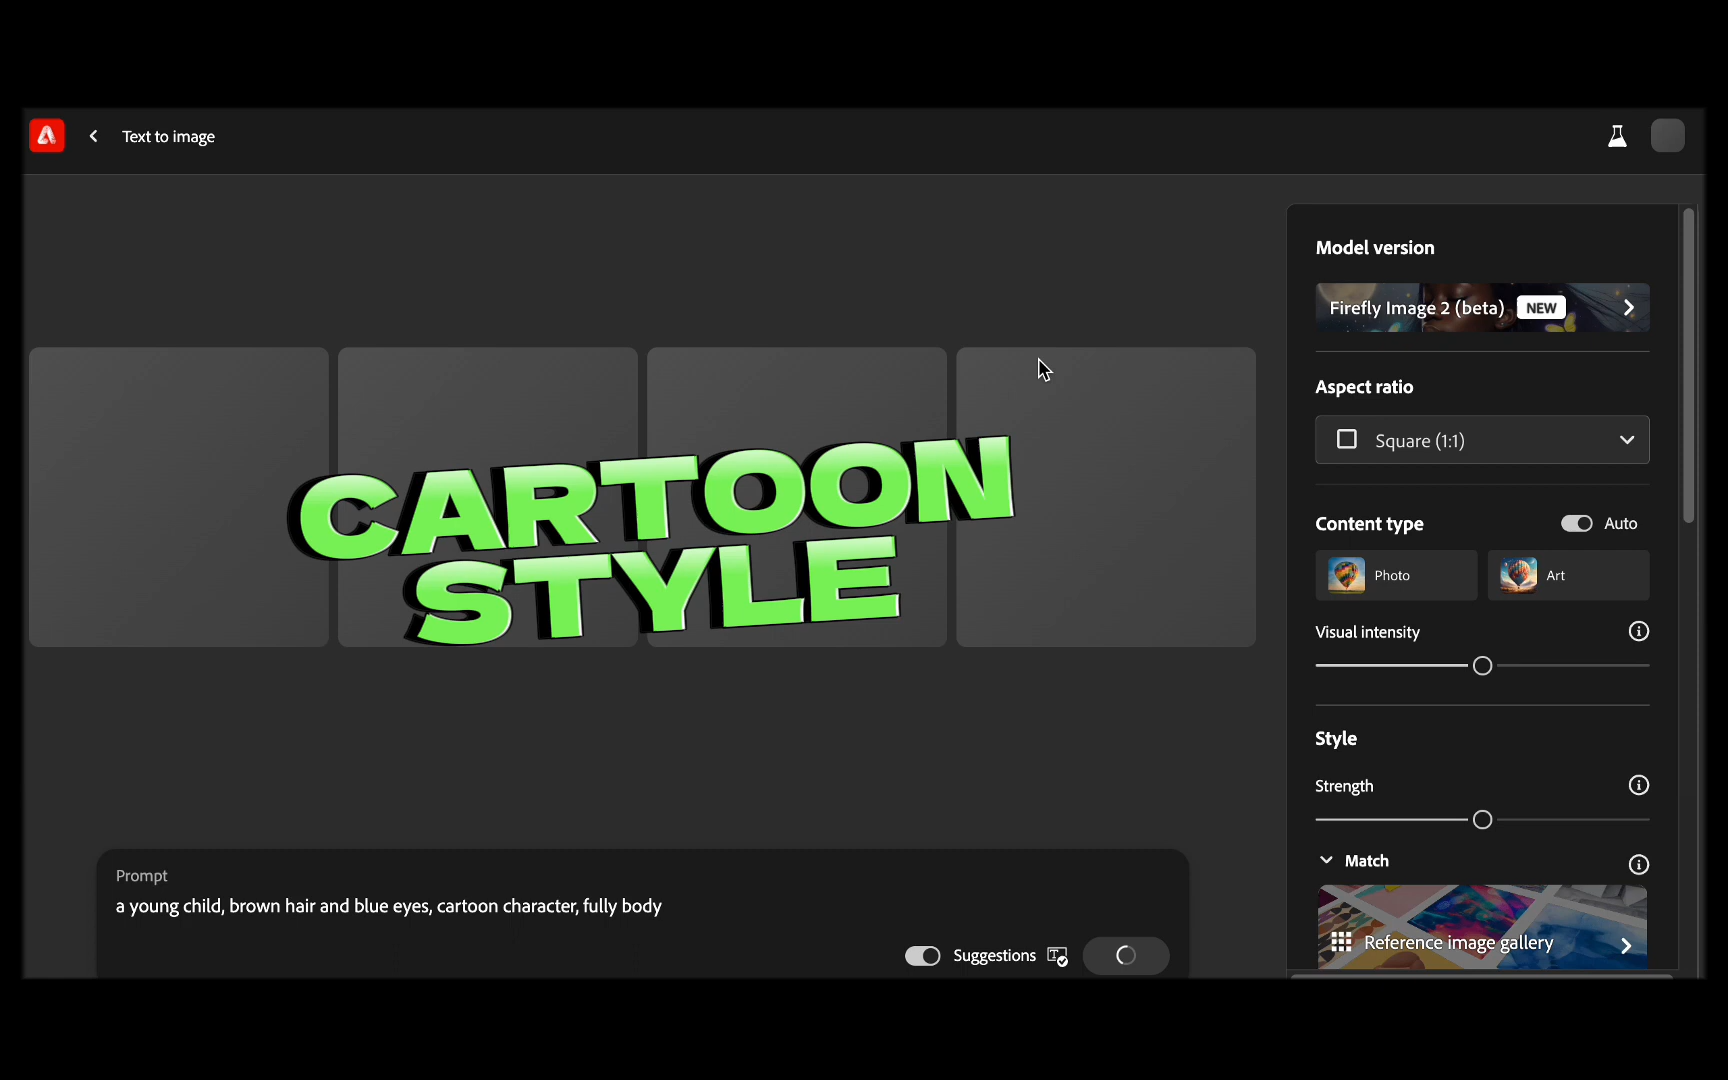 Text to image
Model version
Firefly Image 2 (beta) NEW
Aspect ratio
Square (1:1)
Content type Auto
Photo Art
Visual intensity
Style
Strength
Match
Reference image gallery
CARTOON
STYLE
Prompt
a young child, brown hair and blue eyes, cartoon character, fully body
Suggestions